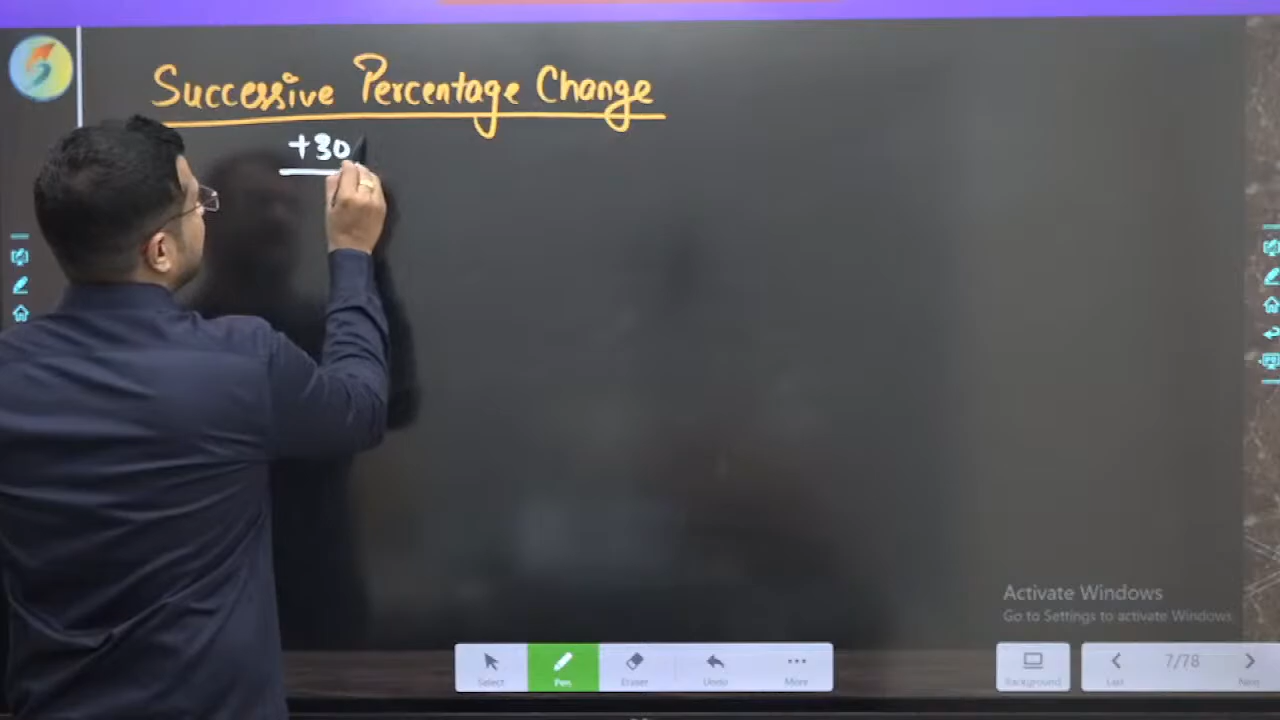 Successive Percentage Change
+30
Activate Windows
Go to Settings to activate Windows
Select
Pen
Eraser
Undo
More
Background
Last
7/78
Next